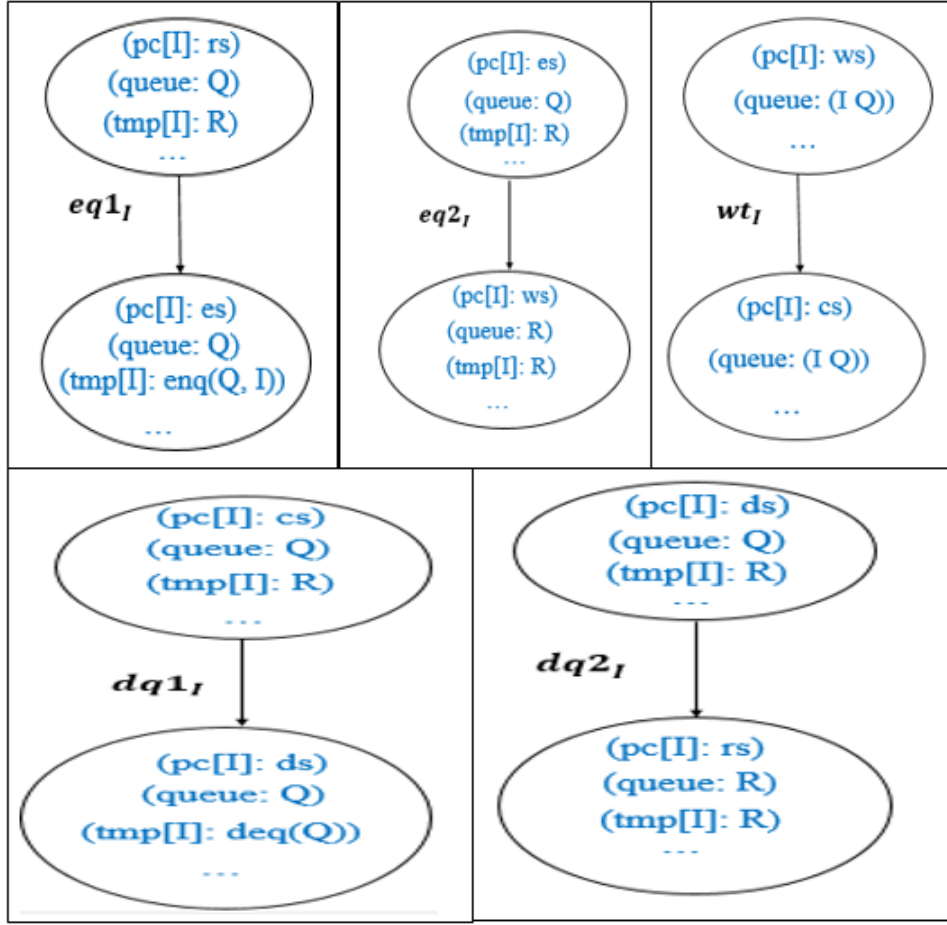 (pc[I]: rs)
(queue: Q)
(tmp[I]: R)
...
eq1_I
(pc[I]: es)
(queue: Q)
(tmp[I]: enq(Q, I))
...
(pc[I]: es)
(queue: Q)
(tmp[I]: R)
...
eq2_I
(pc[I]: ws)
(queue: R)
(tmp[I]: R)
...
(pc[I]: ws)
(queue: (I Q))
...
wt_I
(pc[I]: cs)
(queue: (I Q))
...
(pc[I]: cs)
(queue: Q)
(tmp[I]: R)
...
dq1_I
(pc[I]: ds)
(queue: Q)
(tmp[I]: deq(Q))
...
(pc[I]: ds)
(queue: Q)
(tmp[I]: R)
...
dq2_I
(pc[I]: rs)
(queue: R)
(tmp[I]: R)
...